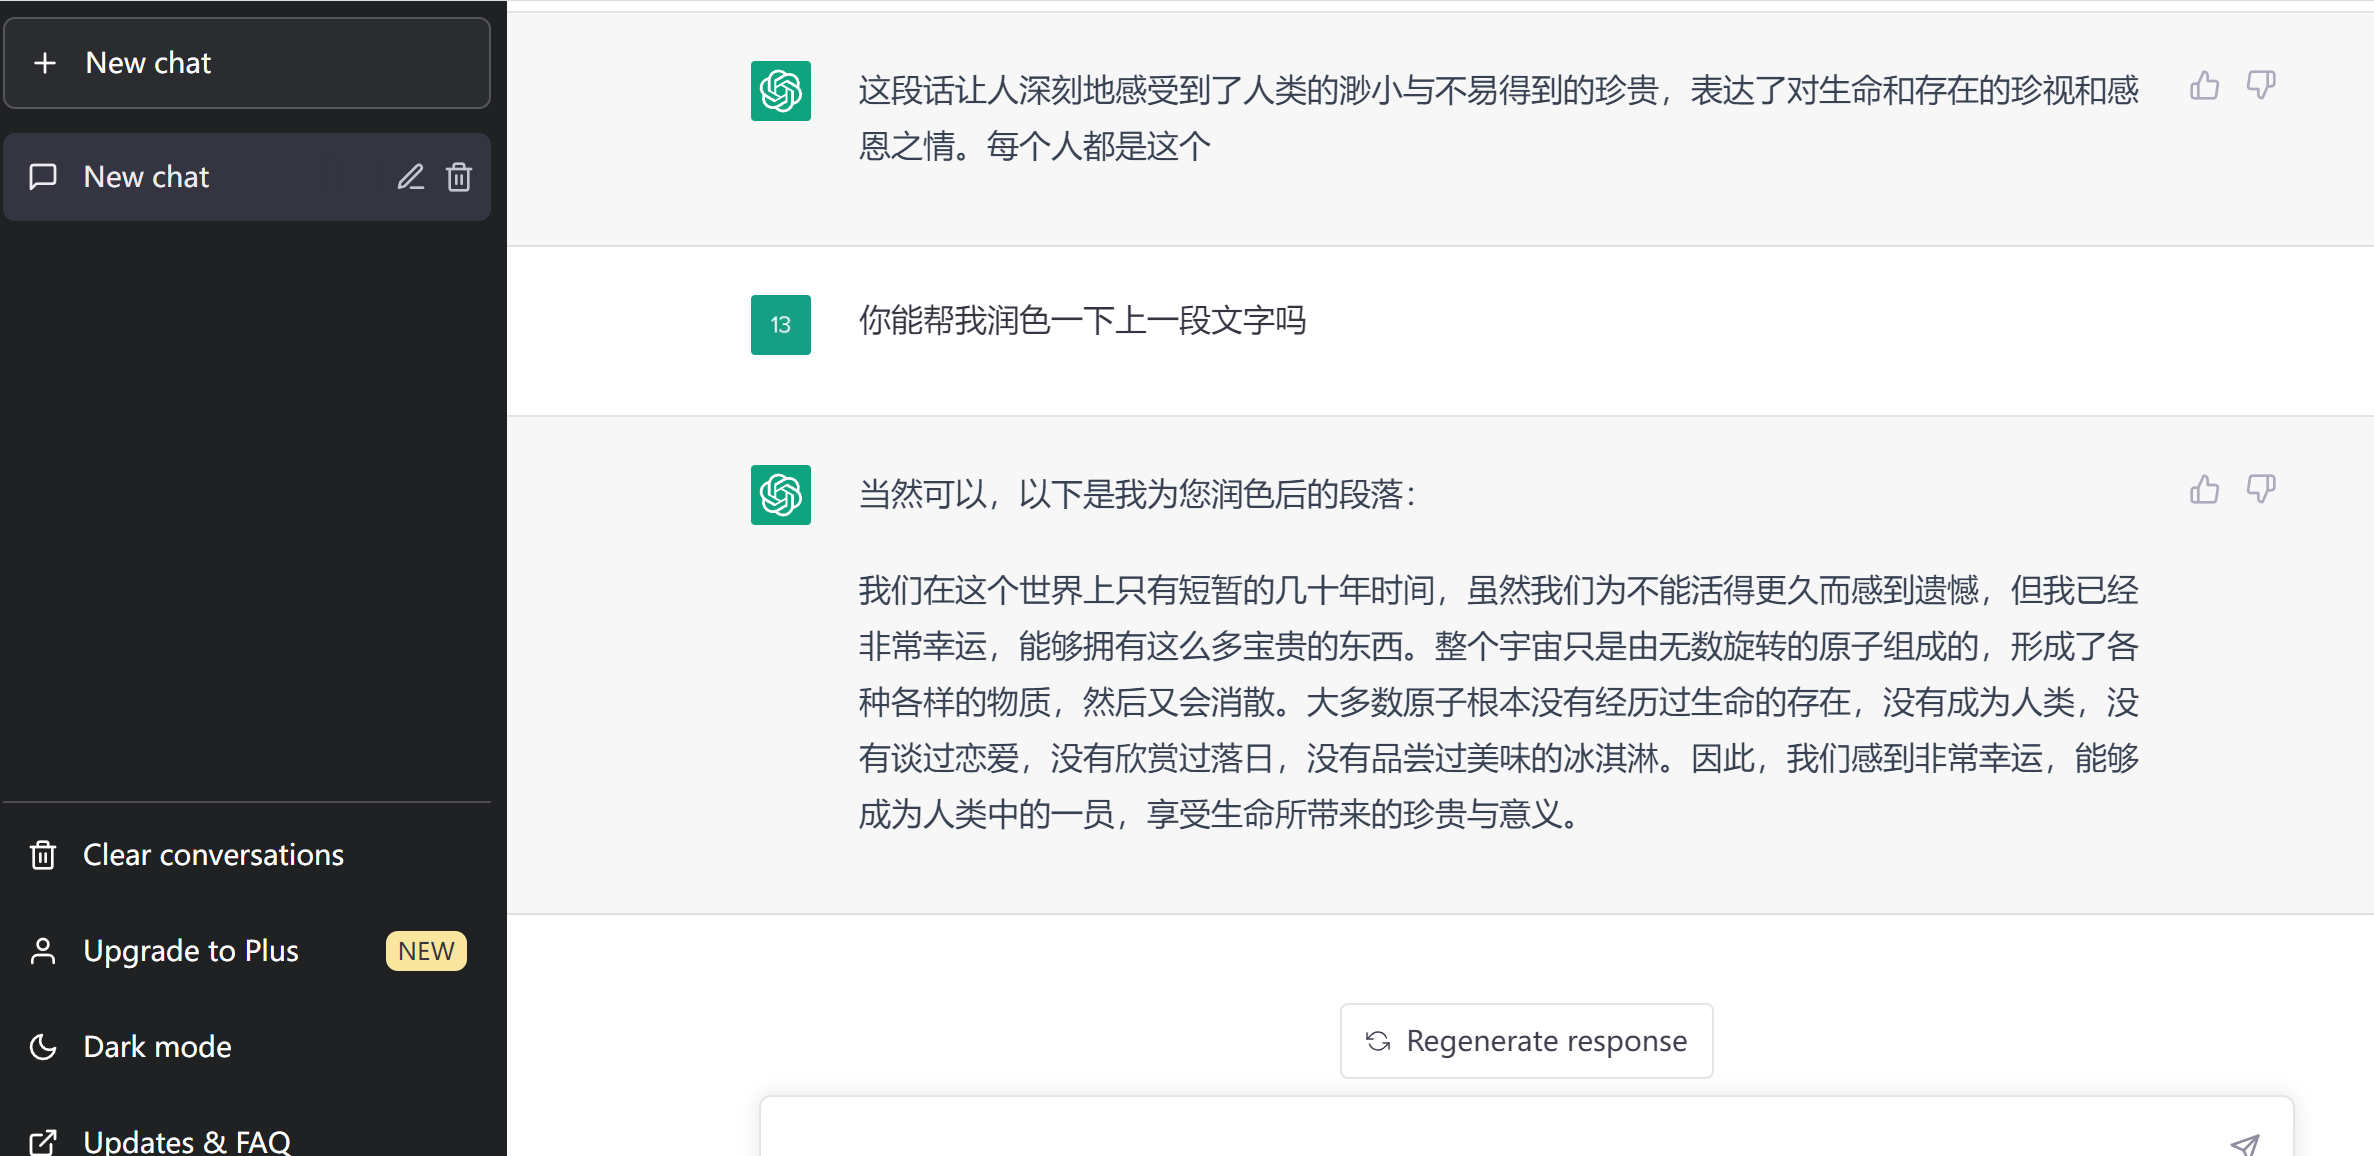 New chat
New chat
Clear conversations
Upgrade to Plus NEW
Dark mode
Updates & FAQ
这段话让人深刻地感受到了人类的渺小与不易得到的珍贵，表达了对生命和存在的珍视和感
恩之情。每个人都是这个
13
你能帮我润色一下上一段文字吗
当然可以，以下是我为您润色后的段落：
我们在这个世界上只有短暂的几十年时间，虽然我们为不能活得更久而感到遗憾，但我已经
非常幸运，能够拥有这么多宝贵的东西。整个宇宙只是由无数旋转的原子组成的，形成了各
种各样的物质，然后又会消散。大多数原子根本没有经历过生命的存在，没有成为人类，没
有谈过恋爱，没有欣赏过落日，没有品尝过美味的冰淇淋。因此，我们感到非常幸运，能够
成为人类中的一员，享受生命所带来的珍贵与意义。
Regenerate response